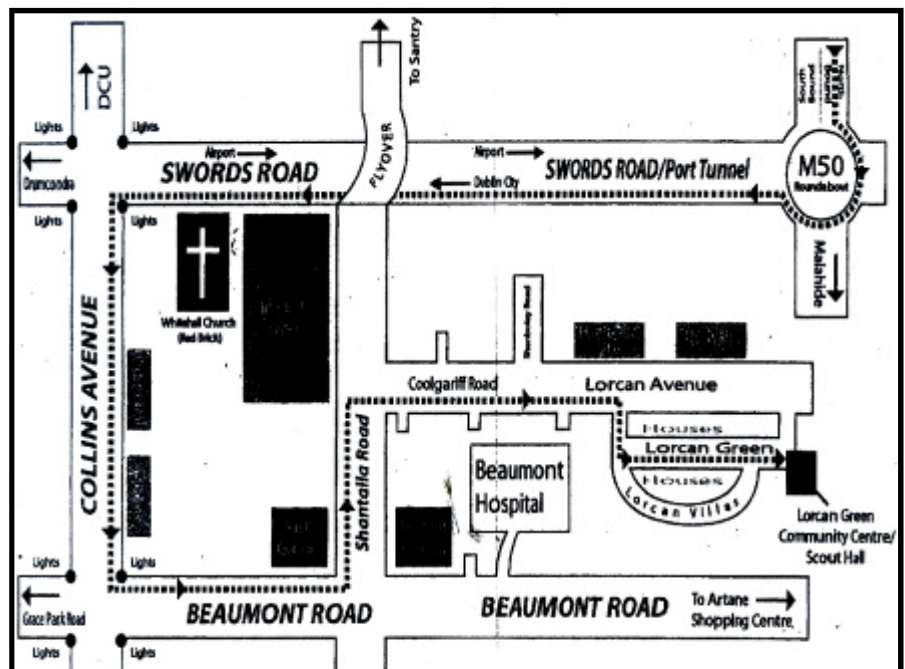 To Santry
DCU
Lights
Lights
Airport
Airport
South
Bound
Drumcondra
SWORDS ROAD
FLYOVER
Dublin City
SWORDS ROAD/Port Tunnel
M50
Roundabout
Lights
Lights
Malahide
Whitehall Church
(Red Brick)
COLLINS AVENUE
Coolgariff Road
Lorcan Avenue
Houses
Lorcan Green
Houses
Lorcan Villas
Shantalla Road
Beaumont
Hospital
Lorcan Green
Community Centre/
Scout Hall
Lights
Lights
Grace Park Road
BEAUMONT ROAD
BEAUMONT ROAD
To Artane
Shopping Centre
Lights
Lights